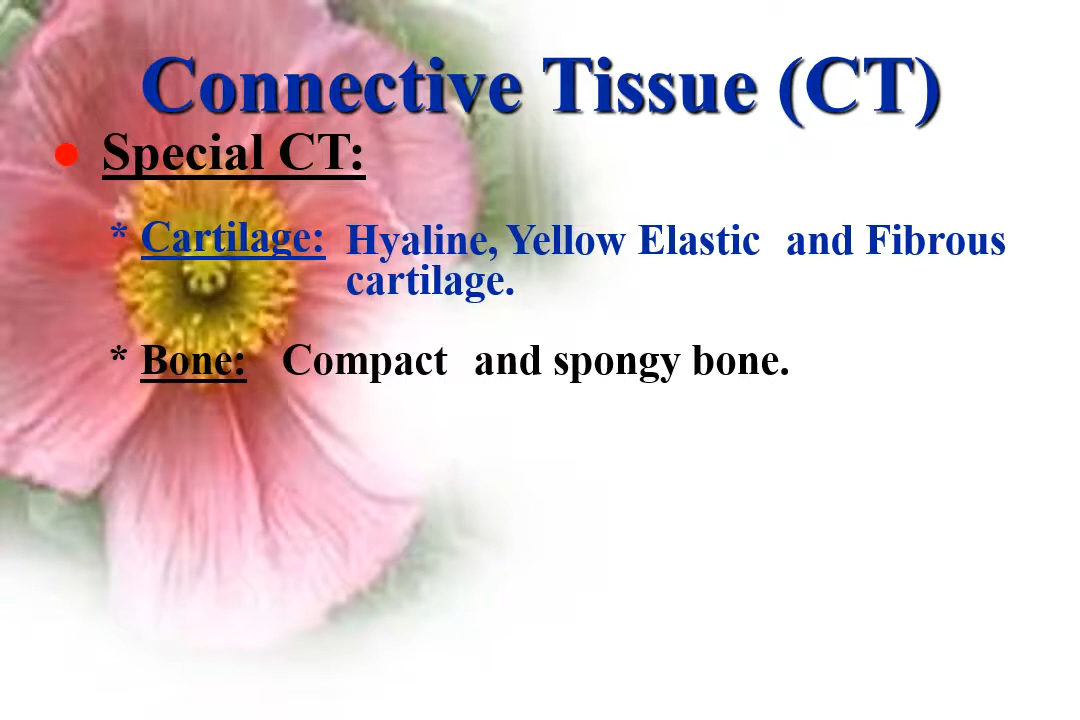 Connective Tissue (CT)
● Special CT:
* Cartilage: Hyaline, Yellow Elastic and Fibrous
cartilage.
* Bone: Compact and spongy bone.